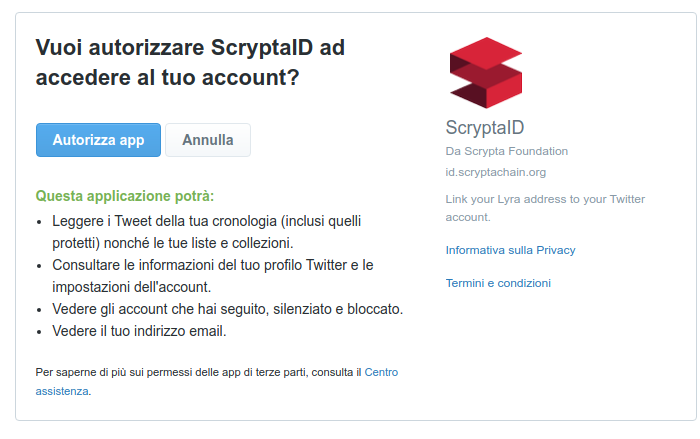 Vuoi autorizzare ScryptaID ad
accedere al tuo account?
Autorizza app
Annulla
Questa applicazione potrà:
• Leggere i Tweet della tua cronologia (inclusi quelli
protetti) nonché le tue liste e collezioni.
• Consultare le informazioni del tuo profilo Twitter e le
impostazioni dell'account.
• Vedere gli account che hai seguito, silenziato e bloccato.
• Vedere il tuo indirizzo email.
Per saperne di più sui permessi delle app di terze parti, consulta il Centro
assistenza.
ScryptaID
Da Scrypta Foundation
id.scryptachain.org
Link your Lyra address to your Twitter
account.
Informativa sulla Privacy
Termini e condizioni